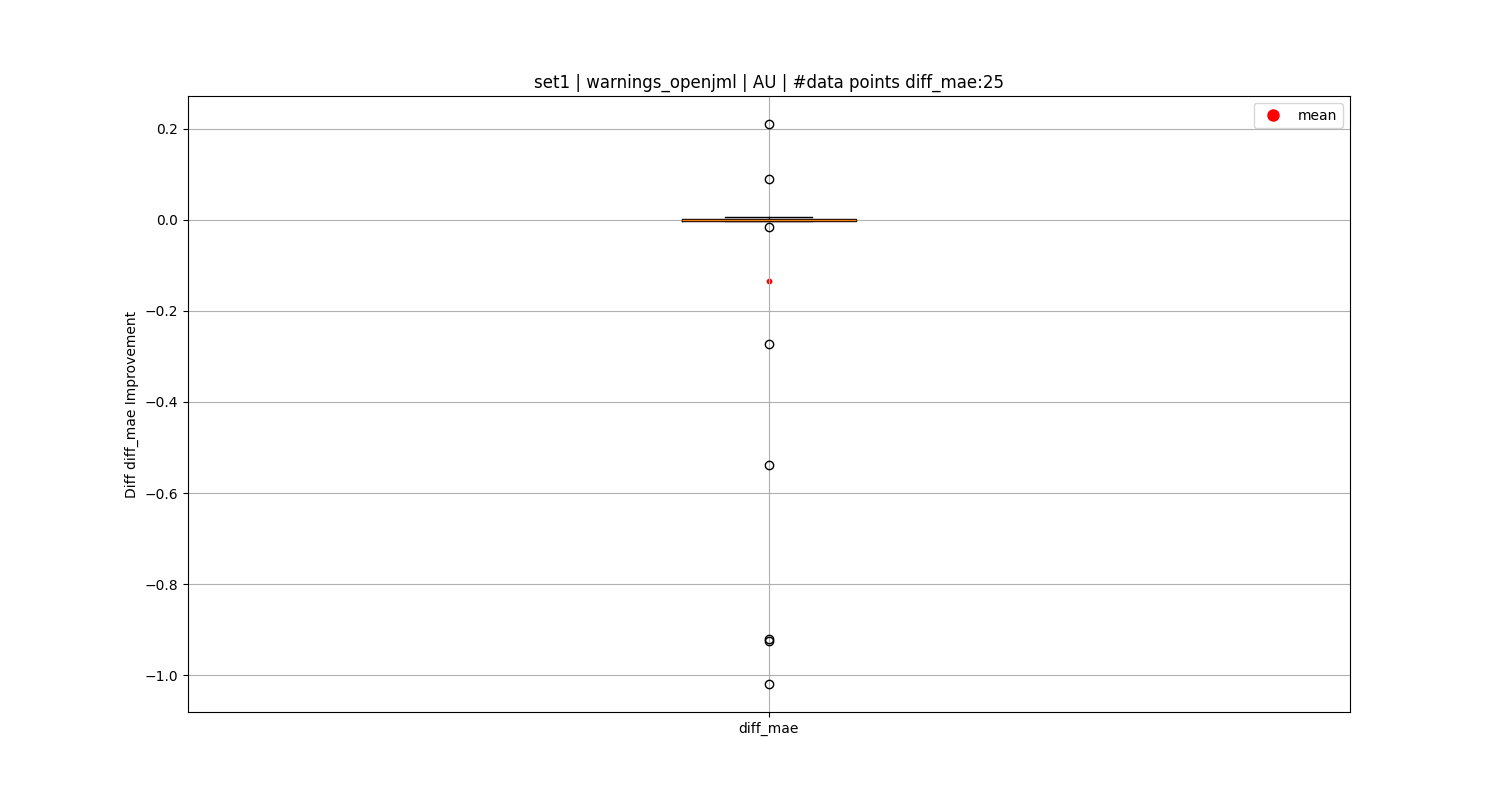 set1 | warnings_openjml | AU | #data points diff_mae:25
mean
0.2
0.0
−0.2
−0.4
−0.6
−0.8
−1.0
Diff diff_mae Improvement
diff_mae